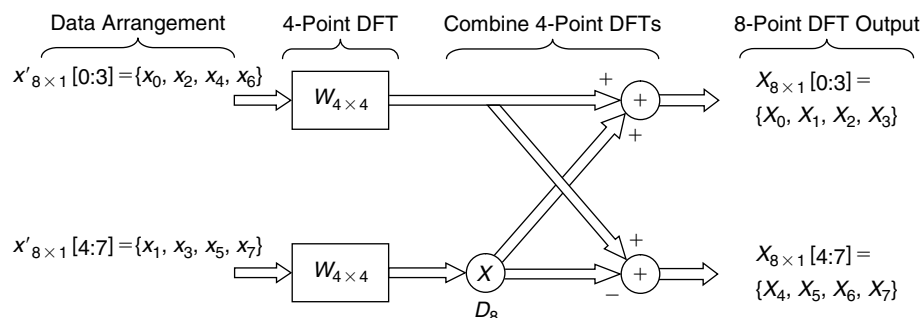 Data Arrangement 4-Point DFT Combine 4-Point DFTs 8-Point DFT Output
x′8×1 [0:3] = {x0, x2, x4, x6}
W4×4
+
+
+
X8×1 [0:3] =
{X0, X1, X2, X3}
x′8×1 [4:7] = {x1, x3, x5, x7}
W4×4
X
D8
+
+
−
X8×1 [4:7] =
{X4, X5, X6, X7}